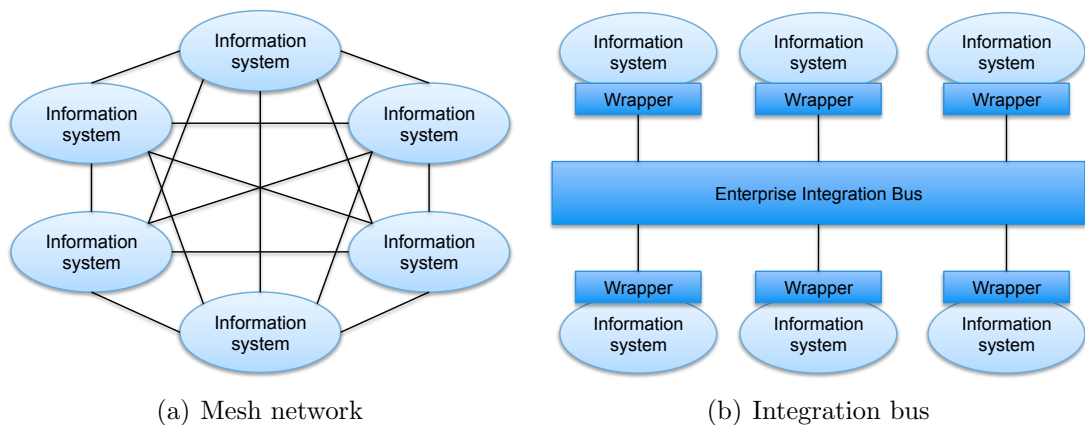 Information
system
Information
system
Information
system
Information
system
Information
system
Information
system
(a) Mesh network
Information
system
Wrapper
Information
system
Wrapper
Information
system
Wrapper
Enterprise Integration Bus
Wrapper
Information
system
Wrapper
Information
system
Wrapper
Information
system
(b) Integration bus